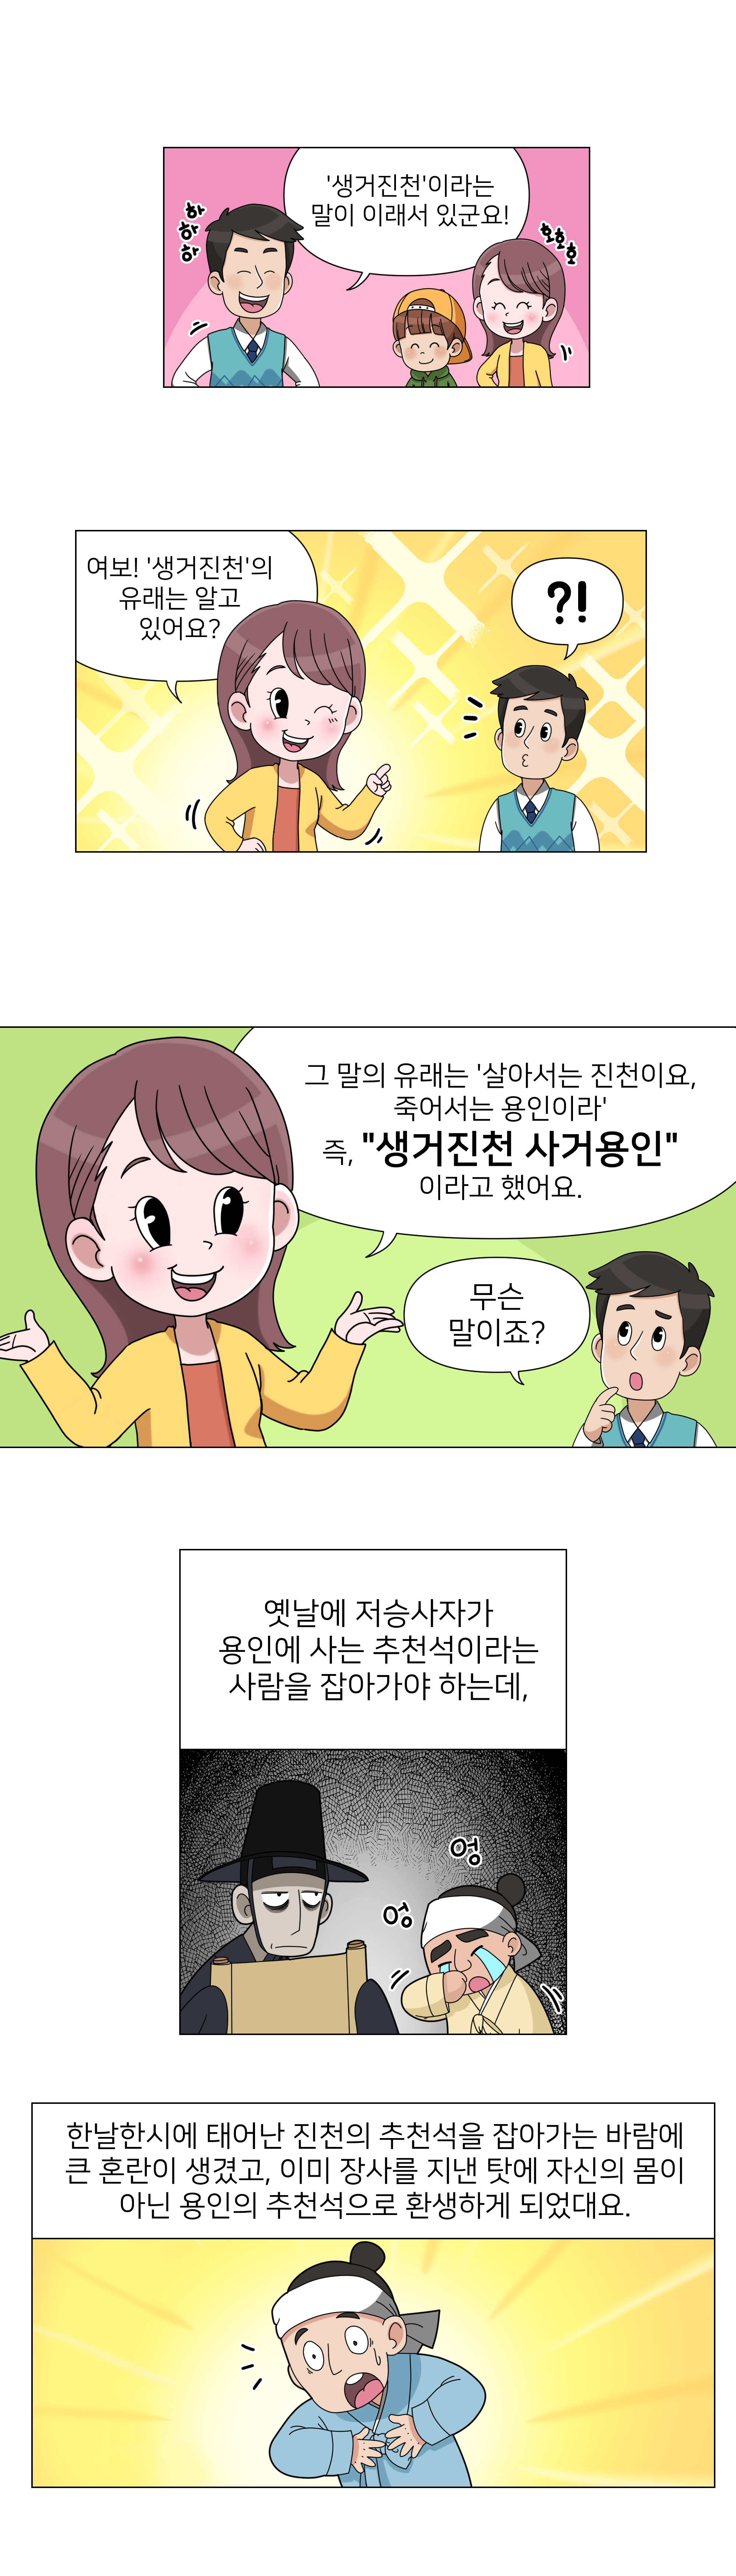 '생거진천'이라는
말이 이래서 있군요!
하
하
하
호호호
여보! '생거진천'의
유래는 알고
있어요?
?!
그 말의 유래는 '살아서는 진천이요,
죽어서는 용인이라'
즉, "생거진천 사거용인"
이라고 했어요.
무슨
말이죠?
옛날에 저승사자가
용인에 사는 추천석이라는
사람을 잡아가야 하는데,
엉
엉
한날한시에 태어난 진천의 추천석을 잡아가는 바람에
큰 혼란이 생겼고, 이미 장사를 지낸 탓에 자신의 몸이
아닌 용인의 추천석으로 환생하게 되었대요.